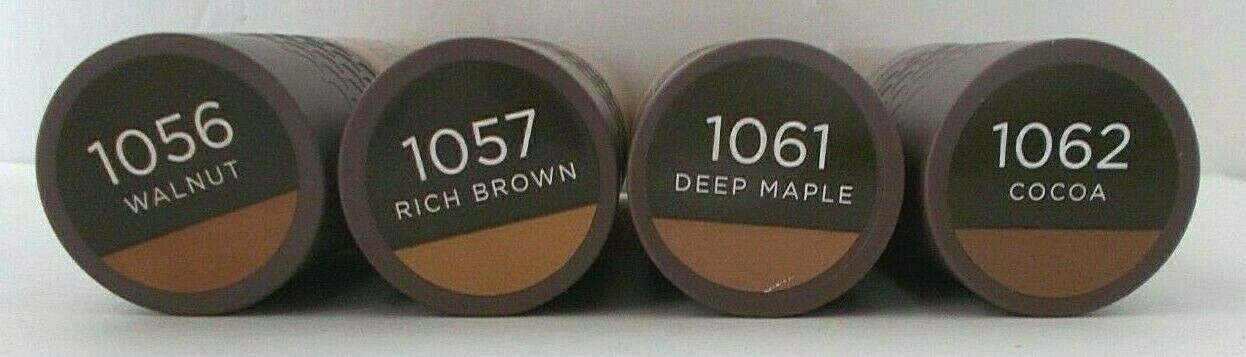 1056
WALNUT
1057
RICH BROWN
1061
DEEP MAPLE
1062
COCOA